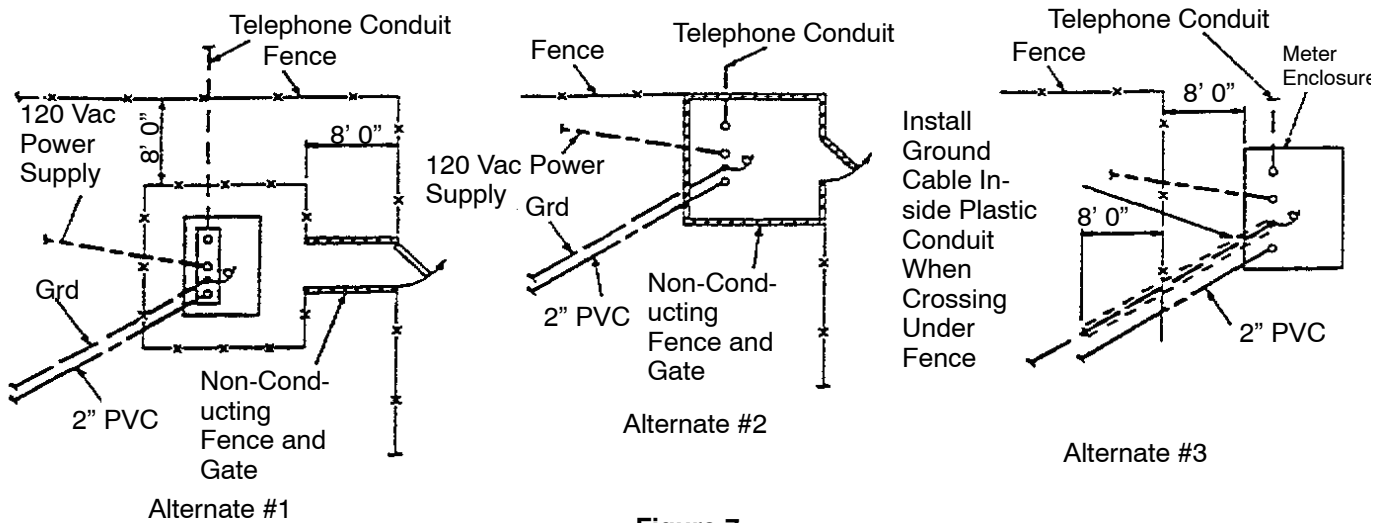 Telephone Conduit
Fence
120 Vac
Power
Supply
8' 0"
8' 0"
Grd
2" PVC
Non-Cond-
ucting
Fence and
Gate
Alternate #1
Telephone Conduit
Fence
120 Vac Power
Supply
Grd
2" PVC
Non-Cond-
ucting
Fence and
Gate
Alternate #2
Telephone Conduit
Fence
Meter
Enclosure
8' 0"
Install
Ground
Cable In-
side Plastic
Conduit
When
Crossing
Under
Fence
8' 0"
2" PVC
Alternate #3
Figure 7